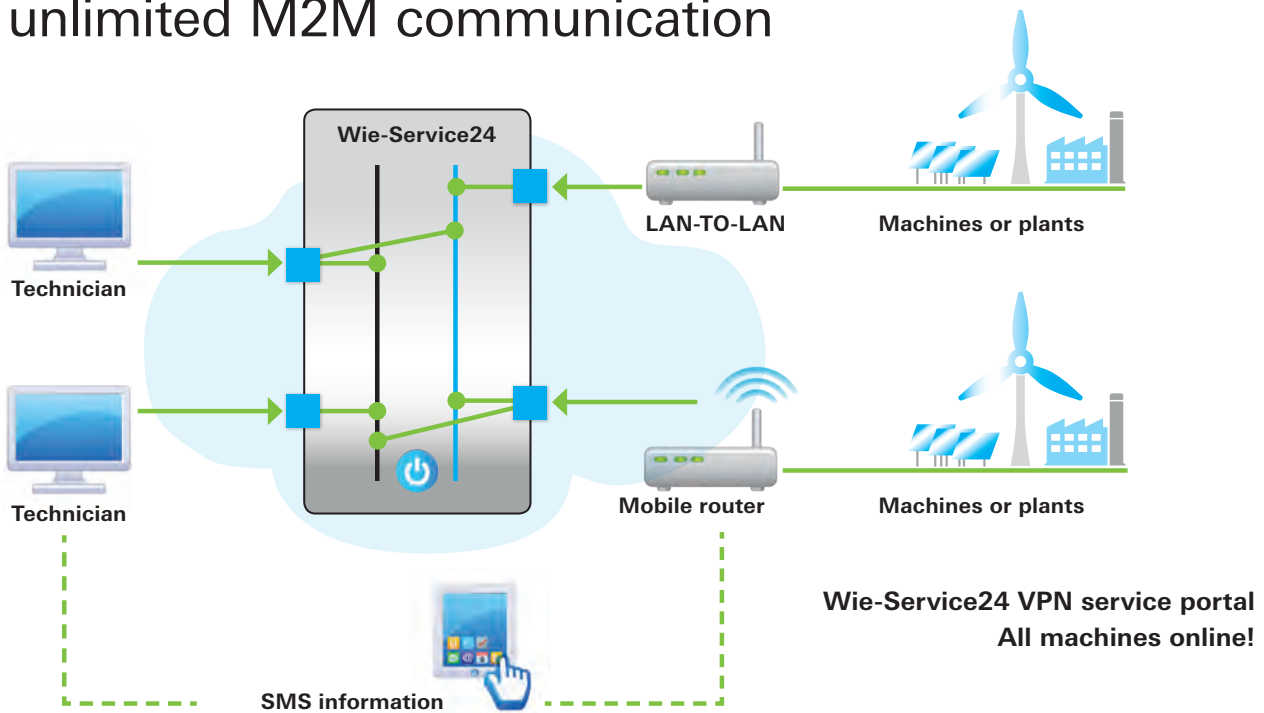 unlimited M2M communication
Wie-Service24
LAN-TO-LAN
Machines or plants
Technician
Technician
Mobile router
Machines or plants
Wie-Service24 VPN service portal
All machines online!
SMS information